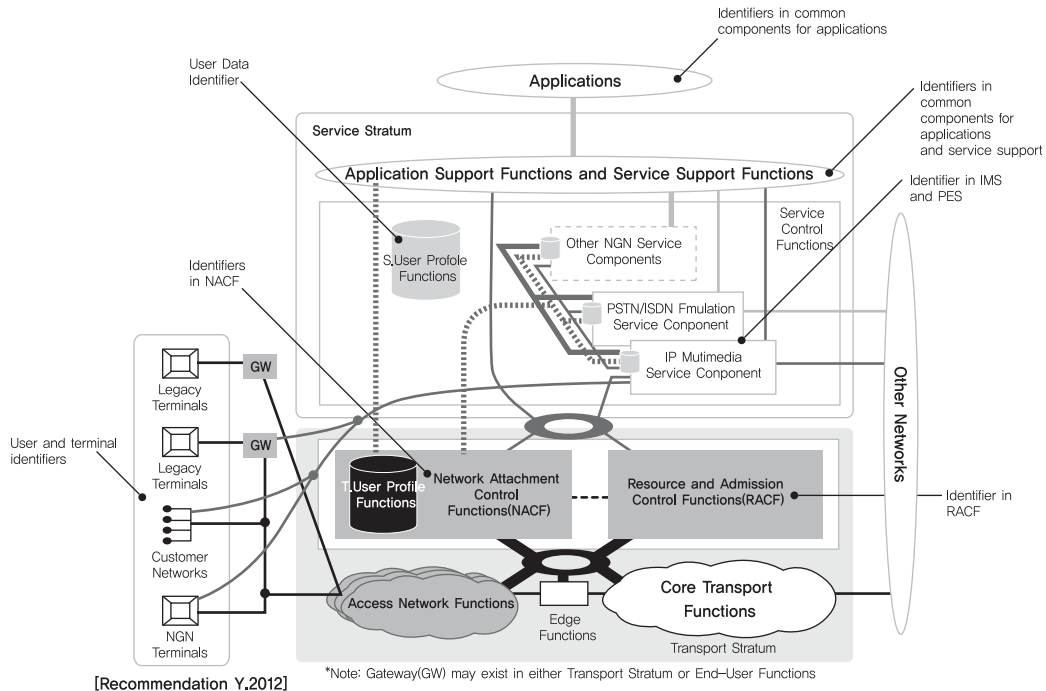 Identifiers in common
components for applications
User Data
Identifier
Applications
Identifiers in
common
components for
applications
and service support
Service Stratum
Application Support Functions and Service Support Functions
Identifier in IMS
and PES
Service
Control
Functions
S.User Profole
Functions
Other NGN Service
Components
Identifiers
in NACF
PSTN/ISDN Fmulation
Service Component
IP Mutimedia
Service Component
GW
Legacy
Terminals
Other Networks
User and terminal
identifiers
GW
Legacy
Terminals
T.User Profile
Functions
Network Attachment
Control
Functions(NACF)
Resource and Admission
Control Functions(RACF)
Identifier in
RACF
Customer
Networks
Access Network Functions
Core Transport
Functions
Edge
Functions
NGN
Terminals
Transport Stratum
*Note: Gateway(GW) may exist in either Transport Stratum or End-User Functions
[Recommendation Y.2012]